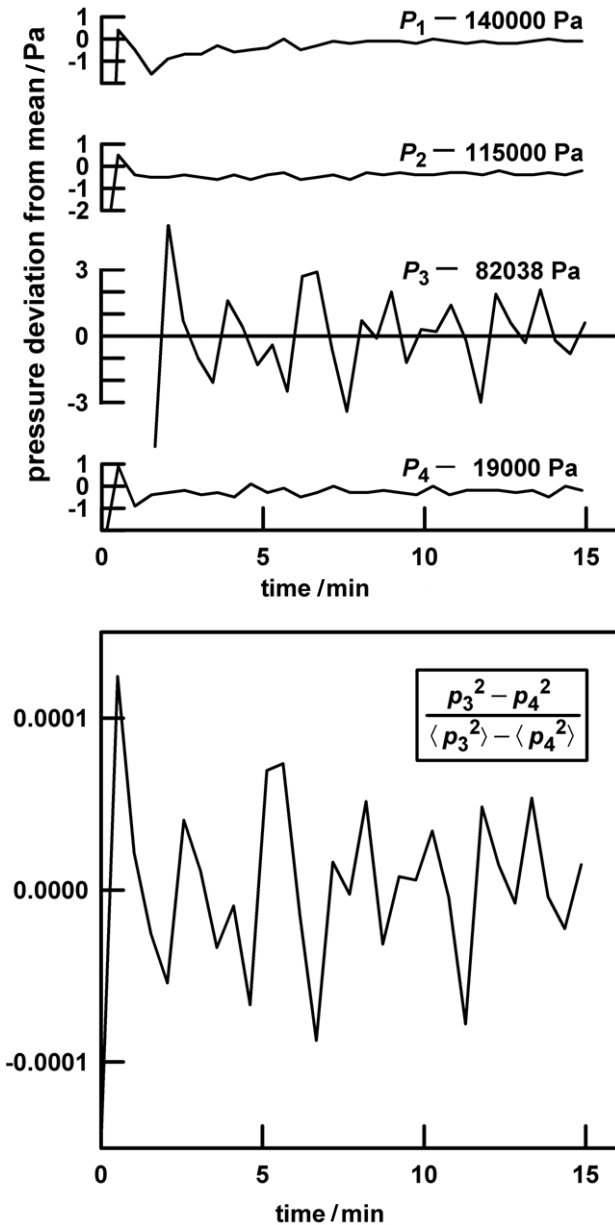 pressure deviation from mean/Pa
1
0
-1
P₁ — 140000 Pa
1
0
-1
-2
P₂ — 115000 Pa
3
0
-3
P₃ — 82038 Pa
1
0
P₄ — 19000 Pa
0 5 10 15
time /min
0.0001
0.0000
-0.0001
p₃² − p₄²
⟨p₃²⟩ − ⟨p₄²⟩
0 5 10 15
time /min